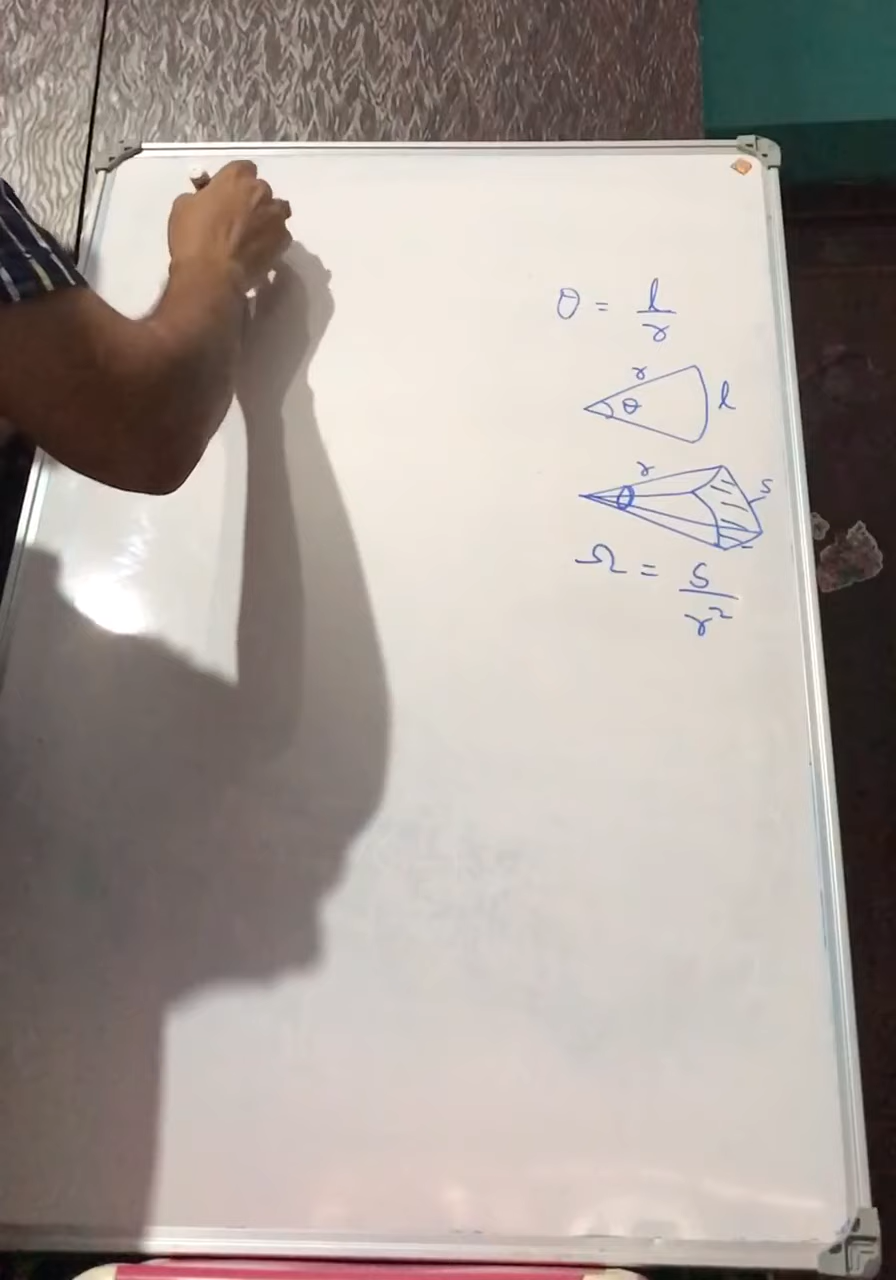 θ = l/r
r
θ
l
r
S
Ω = S/r²